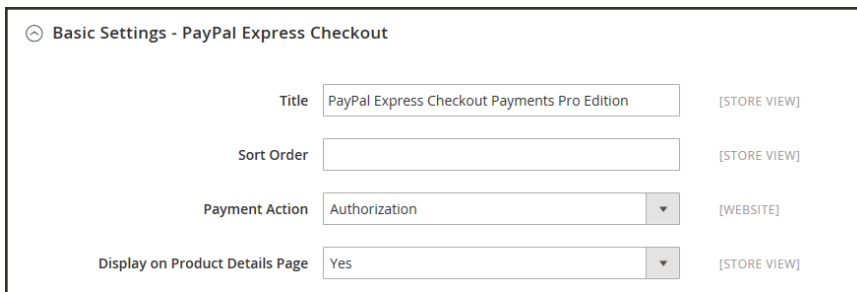 Basic Settings - PayPal Express Checkout
Title PayPal Express Checkout Payments Pro Edition [STORE VIEW]
Sort Order [STORE VIEW]
Payment Action Authorization [WEBSITE]
Display on Product Details Page Yes [STORE VIEW]